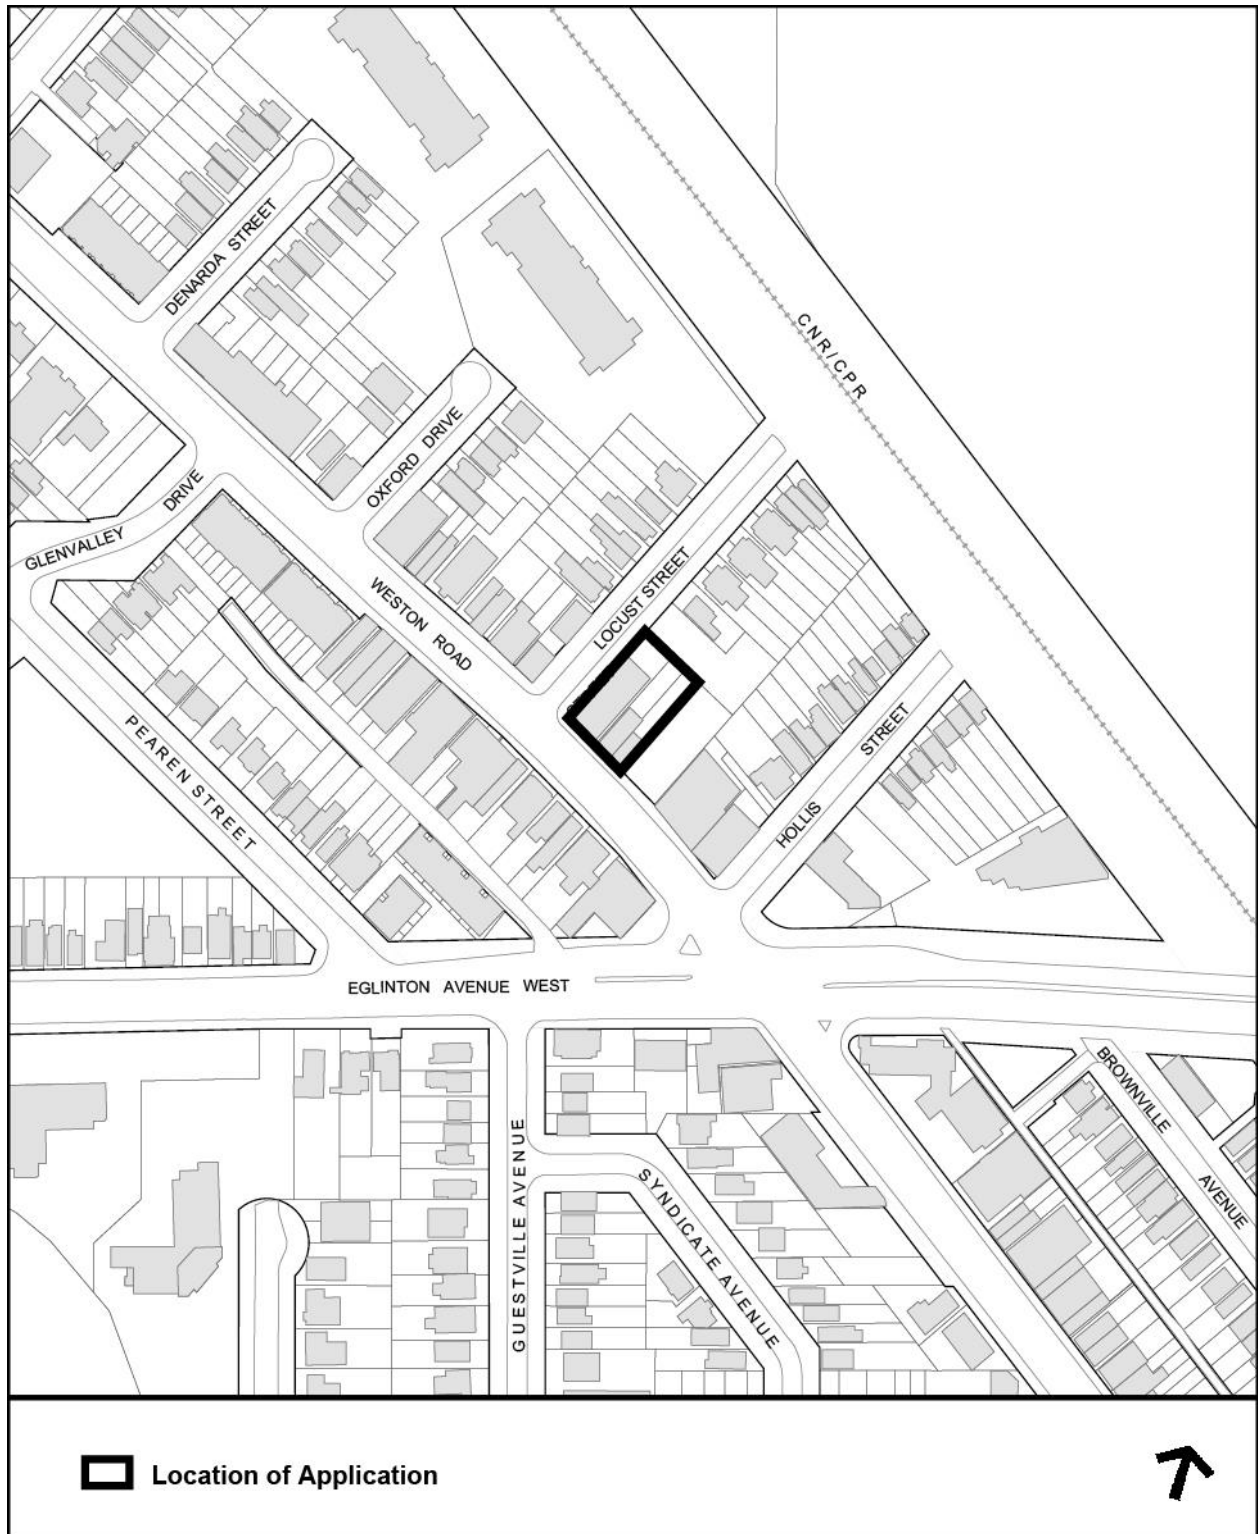 DENARDA STREET
CNR/CPR
OXFORD DRIVE
GLENVALLEY DRIVE
WESTON ROAD
LOCUST STREET
PEAREN STREET
HOLLIS STREET
EGLINTON AVENUE WEST
BROWNVILLE AVENUE
GUESTVILLE AVENUE
SYNDICATE AVENUE
Location of Application